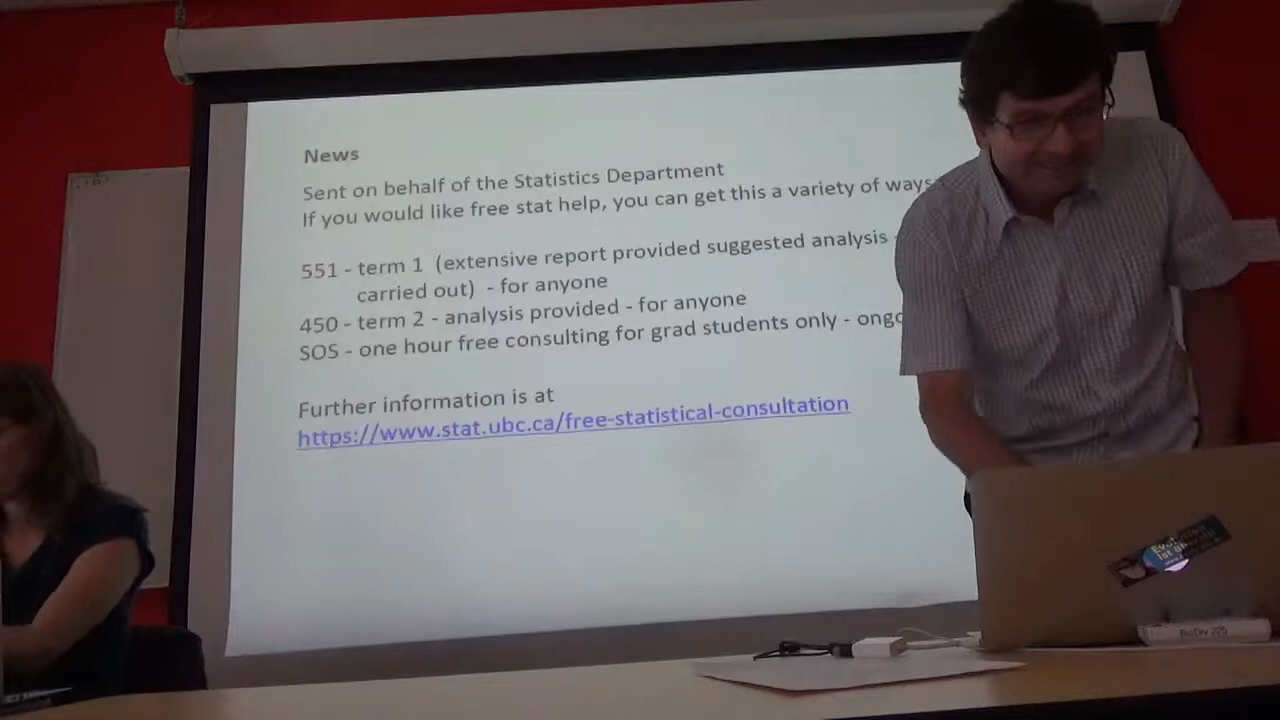 News
Sent on behalf of the Statistics Department
If you would like free stat help, you can get this a variety of ways
551 - term 1 (extensive report provided suggested analysis
carried out) - for anyone
450 - term 2 - analysis provided - for anyone
SOS - one hour free consulting for grad students only -
Further information is at
https://www.stat.ubc.ca/free-statistical-consultation
BioDiv 225